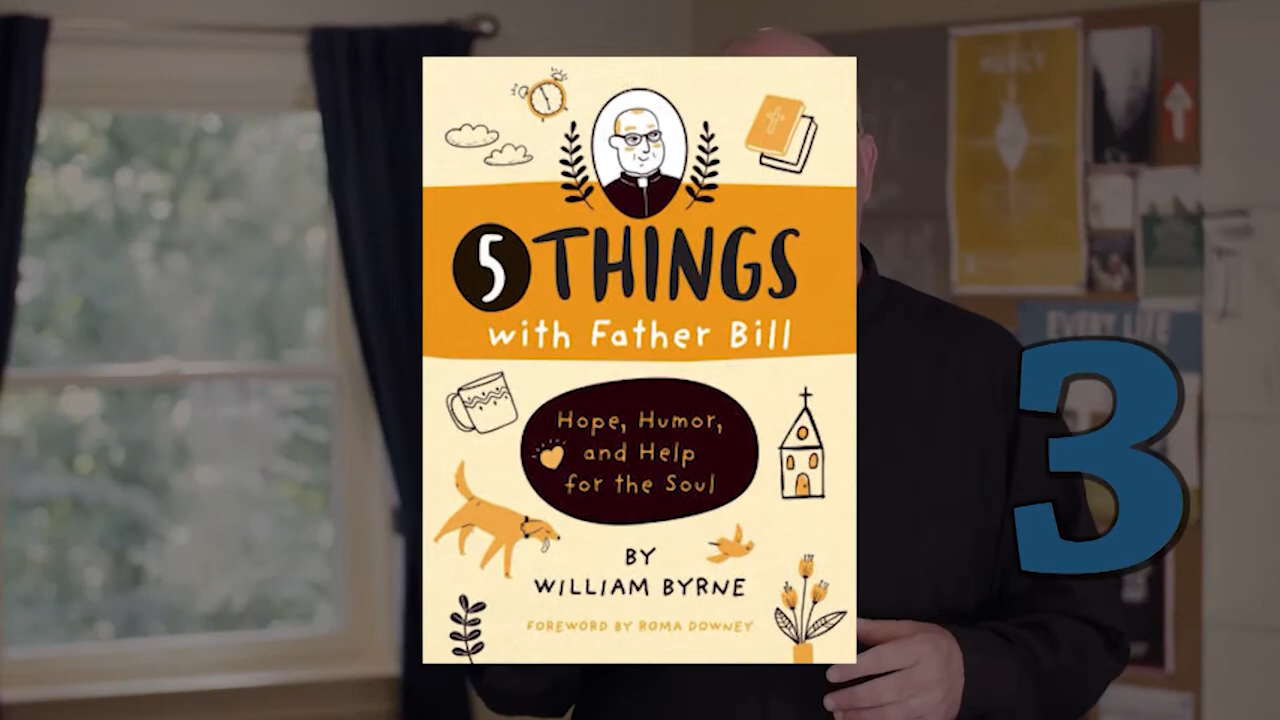 5 THINGS
with Father Bill
Hope, Humor,
and Help
for the Soul
BY
WILLIAM BYRNE
FOREWORD BY ROMA DOWNEY
MERCY
EVERY LIFE
3